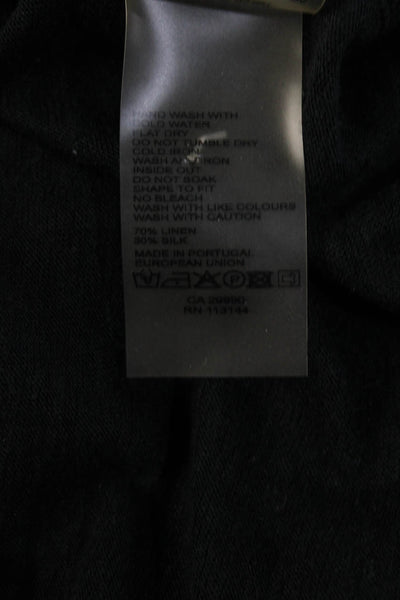 HAND WASH WITH
COLD WATER
FLAT DRY
DO NOT TUMBLE DRY
COLD IRON
WASH AND IRON
INSIDE OUT
DO NOT SOAK
SHAPE TO FIT
NO BLEACH
WASH WITH LIKE COLOURS
WASH WITH CAUTION
70% LINEN
30% SILK
MADE IN PORTUGAL
EUROPEAN UNION
CA 29990
RN 113144